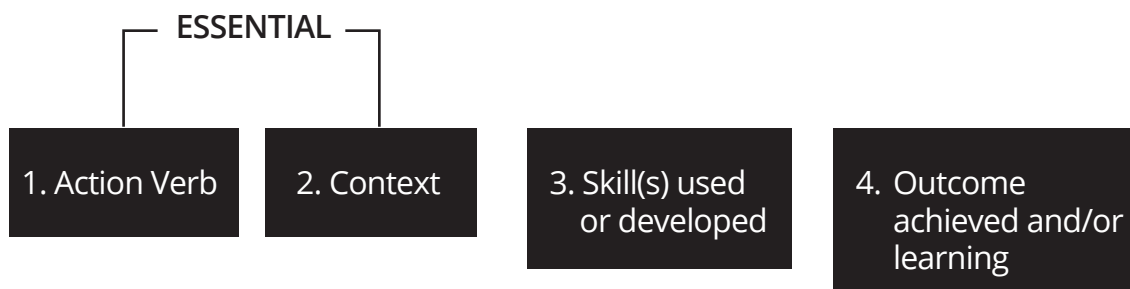 ESSENTIAL
1. Action Verb
2. Context
3. Skill(s) used
or developed
4. Outcome
achieved and/or
learning